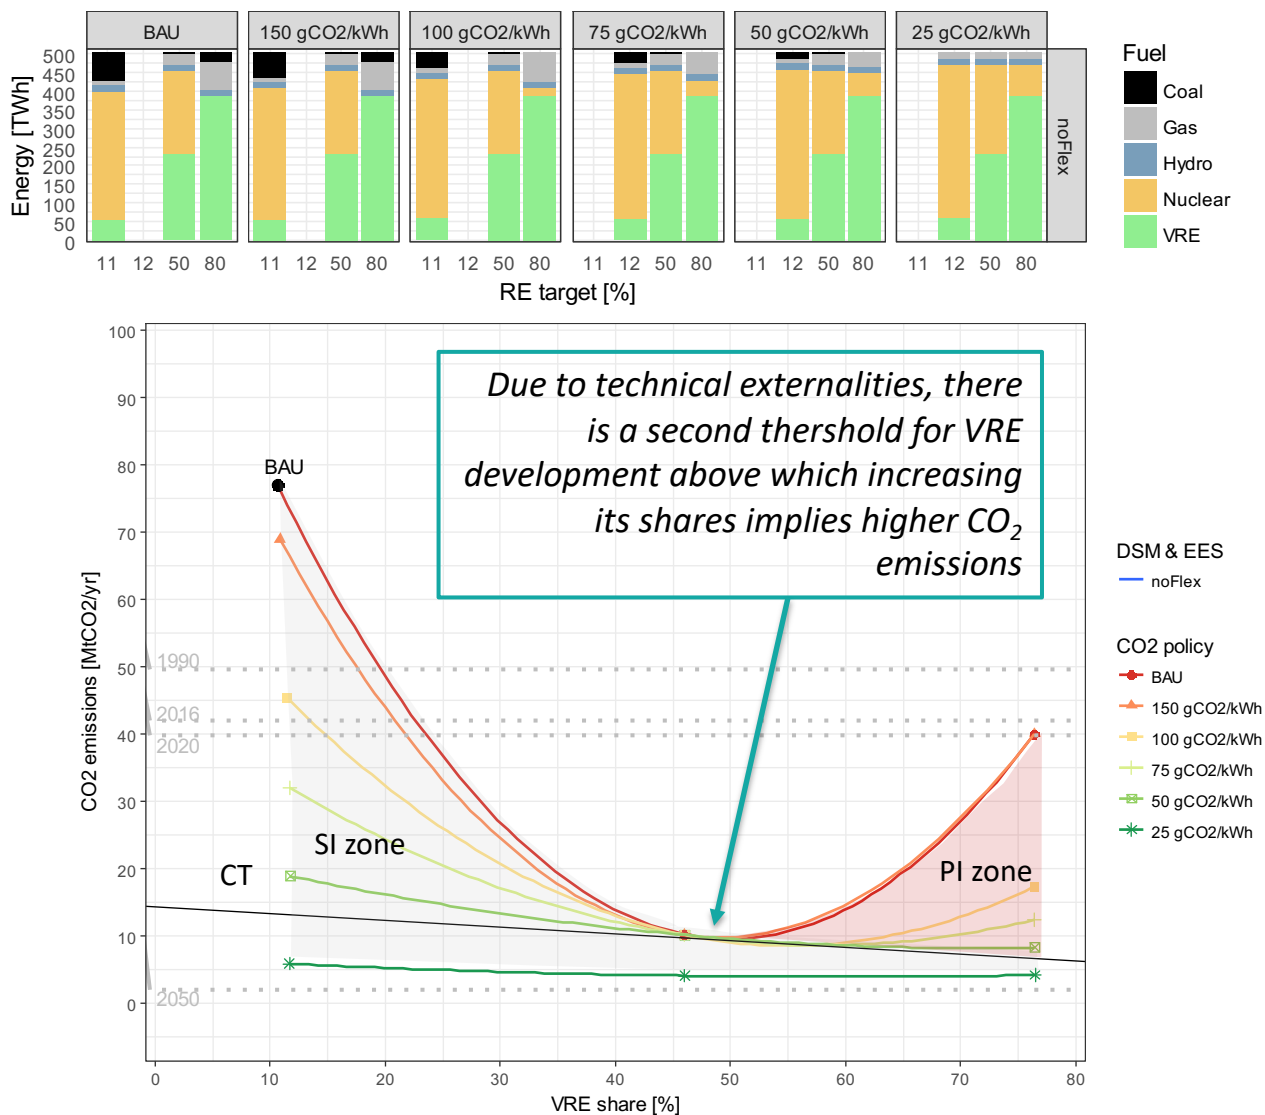 BAU
150 gCO2/kWh
100 gCO2/kWh
75 gCO2/kWh
50 gCO2/kWh
25 gCO2/kWh
500
450
400
350
300
250
200
150
100
50
0
Energy [TWh]
noFlex
11 12 50 80
11 12 50 80
11 12 50 80
11 12 50 80
11 12 50 80
11 12 50 80
RE target [%]
Fuel
Coal
Gas
Hydro
Nuclear
VRE
100
90
80
70
60
50
40
30
20
10
0
CO2 emissions [MtCO2/yr]
Due to technical externalities, there
is a second thershold for VRE
development above which increasing
its shares implies higher CO2
emissions
BAU
1990
2016
2020
2050
SI zone
CT
PI zone
0 10 20 30 40 50 60 70 80
VRE share [%]
DSM & EES
noFlex
CO2 policy
BAU
150 gCO2/kWh
100 gCO2/kWh
75 gCO2/kWh
50 gCO2/kWh
25 gCO2/kWh